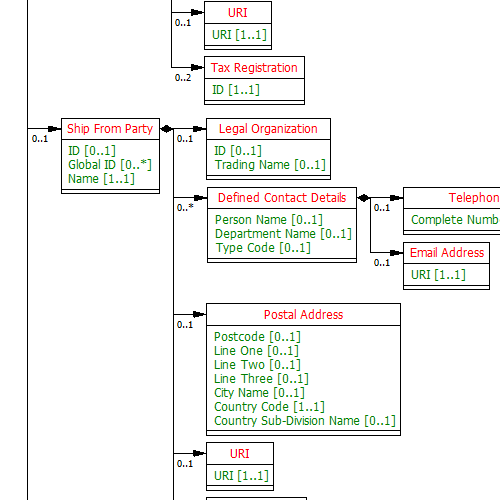 URI
0..1
URI [1..1]
Tax Registration
0..2
ID [1..1]
Ship From Party
0..1
ID [0..1]
Global ID [0..*]
Name [1..1]
Legal Organization
0..1
ID [0..1]
Trading Name [0..1]
Defined Contact Details
0..*
Person Name [0..1]
Department Name [0..1]
Type Code [0..1]
0..1
Complete
Email Address
0..1
URI [1..1]
Postal Address
0..1
Postcode [0..1]
Line One [0..1]
Line Two [0..1]
Line Three [0..1]
City Name [0..1]
Country Code [1..1]
Country Sub-Division Name [0..1]
URI
0..1
URI [1..1]